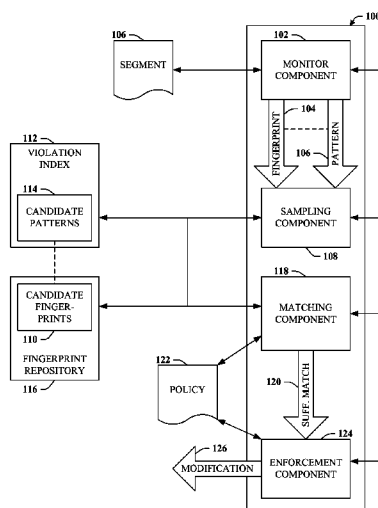 100
106
SEGMENT
102
MONITOR
COMPONENT
104
FINGERPRINT
106
PATTERN
112
VIOLATION
INDEX
114
CANDIDATE
PATTERNS
SAMPLING
COMPONENT
108
CANDIDATE
FINGER-
PRINTS
110
FINGERPRINT
REPOSITORY
116
118
MATCHING
COMPONENT
122
POLICY
120
SUFF. MATCH
126
MODIFICATION
124
ENFORCEMENT
COMPONENT